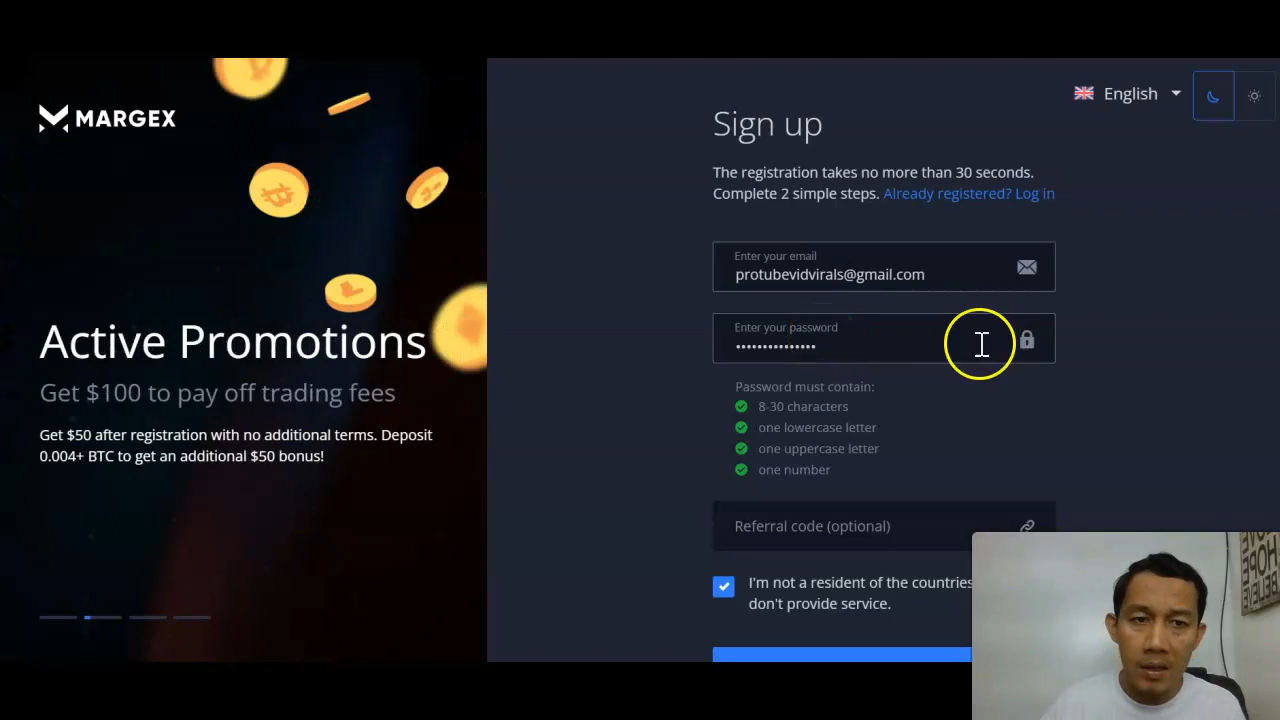 MARGEX
Active Promotions
Get $100 to pay off trading fees
Get $50 after registration with no additional terms. Deposit
0.004+ BTC to get an additional $50 bonus!
English
Sign up
The registration takes no more than 30 seconds.
Complete 2 simple steps. Already registered? Log in
Enter your email
protubevidvirals@gmail.com
Enter your password
••••••••••••••
Password must contain:
8-30 characters
one lowercase letter
one uppercase letter
one number
Referral code (optional)
I'm not a resident of the countries
don't provide service.
HOPE
BELIEVE